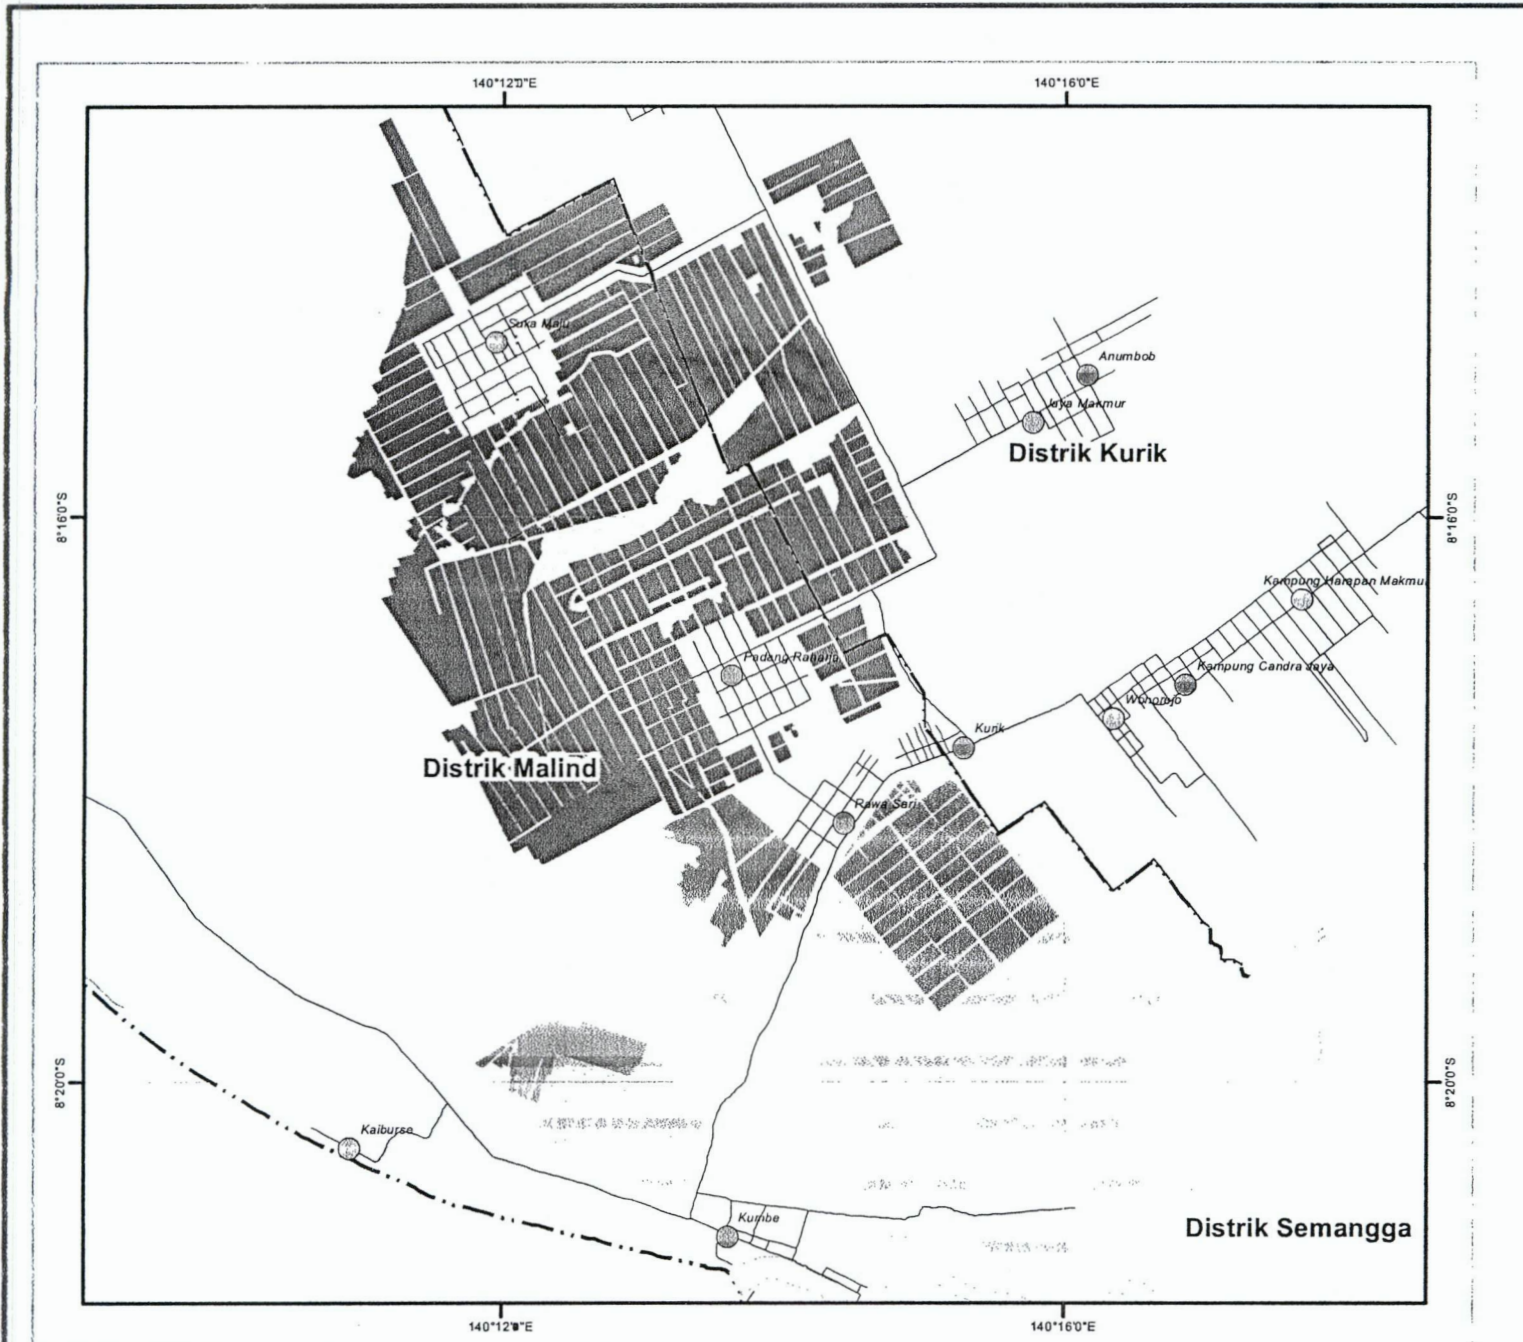 140°12'0"E
140°16'0"E
Suka Maju
Anumbob
Jaya Makmur
Distrik Kurik
8°16'0"S
8°16'0"S
Kampung Harapan Makmur
Padang Raharjo
Kampung Candra Jaya
Wonorejo
Kurik
Distrik Malind
Rawa Sari
8°20'0"S
8°20'0"S
Kaiburse
Kumbe
Distrik Semangga
140°12'0"E
140°16'0"E